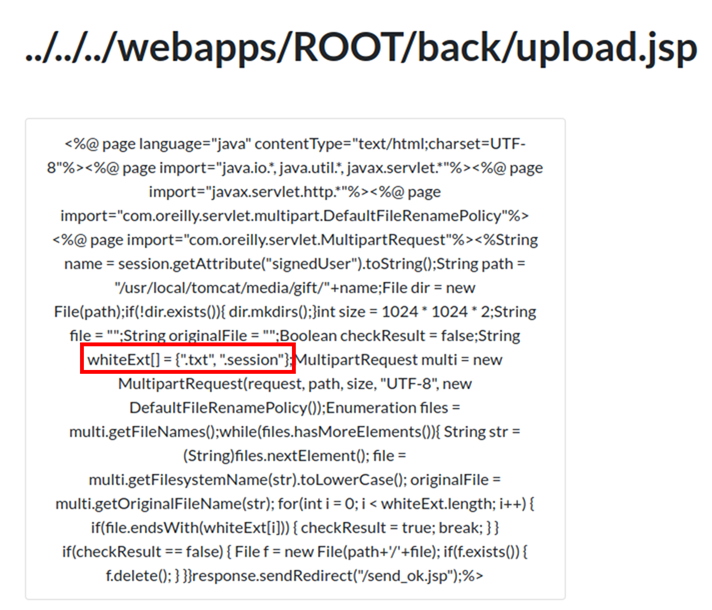 ../../../webapps/ROOT/back/upload.jsp
<%@ page language="java" contentType="text/html;charset=UTF-
8"%><%@ page import="java.io.*, java.util.*, javax.servlet.*"%><%@ page
import="javax.servlet.http.*"%><%@ page
import="com.oreilly.servlet.multipart.DefaultFileRenamePolicy"%>
<%@ page import="com.oreilly.servlet.MultipartRequest"%><%String
name = session.getAttribute("signedUser").toString();String path =
"/usr/local/tomcat/media/gift/"+name;File dir = new
File(path);if(!dir.exists()){ dir.mkdirs();}int size = 1024 * 1024 * 2;String
file = "";String originalFile = "";Boolean checkResult = false;String
whiteExt[] = {".txt", ".session"};MultipartRequest multi = new
MultipartRequest(request, path, size, "UTF-8", new
DefaultFileRenamePolicy());Enumeration files =
multi.getFileNames();while(files.hasMoreElements()){ String str =
(String)files.nextElement(); file =
multi.getFilesystemName(str).toLowerCase(); originalFile =
multi.getOriginalFileName(str); for(int i = 0; i < whiteExt.length; i++) {
if(file.endsWith(whiteExt[i])) { checkResult = true; break; } }
if(checkResult == false) { File f = new File(path+'/'+file); if(f.exists()) {
f.delete(); } }}response.sendRedirect("/send_ok.jsp");%>